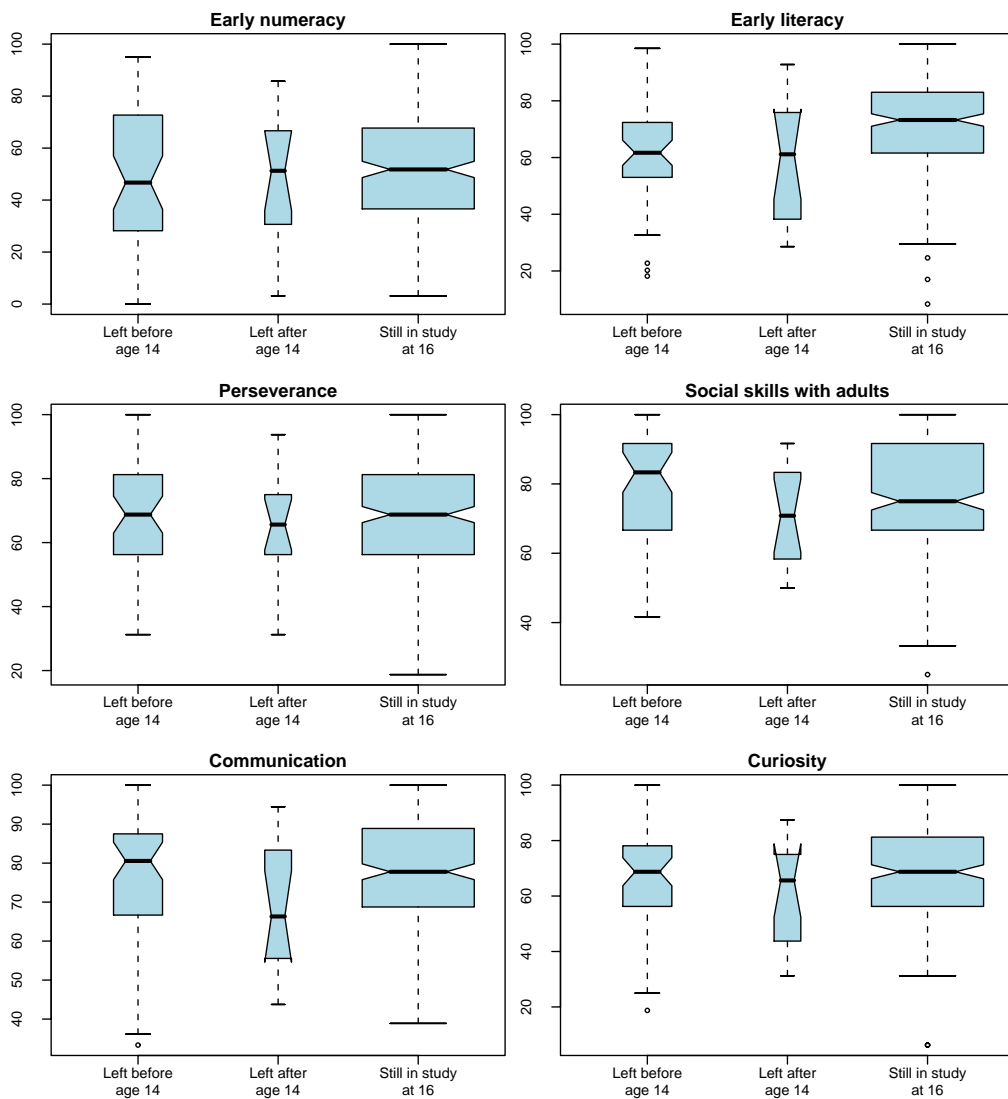 Early numeracy
100
80
60
40
20
0
Left before
age 14
Left after
age 14
Still in study
at 16
Early literacy
100
80
60
40
20
Left before
age 14
Left after
age 14
Still in study
at 16
Perseverance
100
80
60
40
20
Left before
age 14
Left after
age 14
Still in study
at 16
Social skills with adults
100
80
60
40
Left before
age 14
Left after
age 14
Still in study
at 16
Communication
100
90
80
70
60
50
40
Left before
age 14
Left after
age 14
Still in study
at 16
Curiosity
100
80
60
40
20
Left before
age 14
Left after
age 14
Still in study
at 16